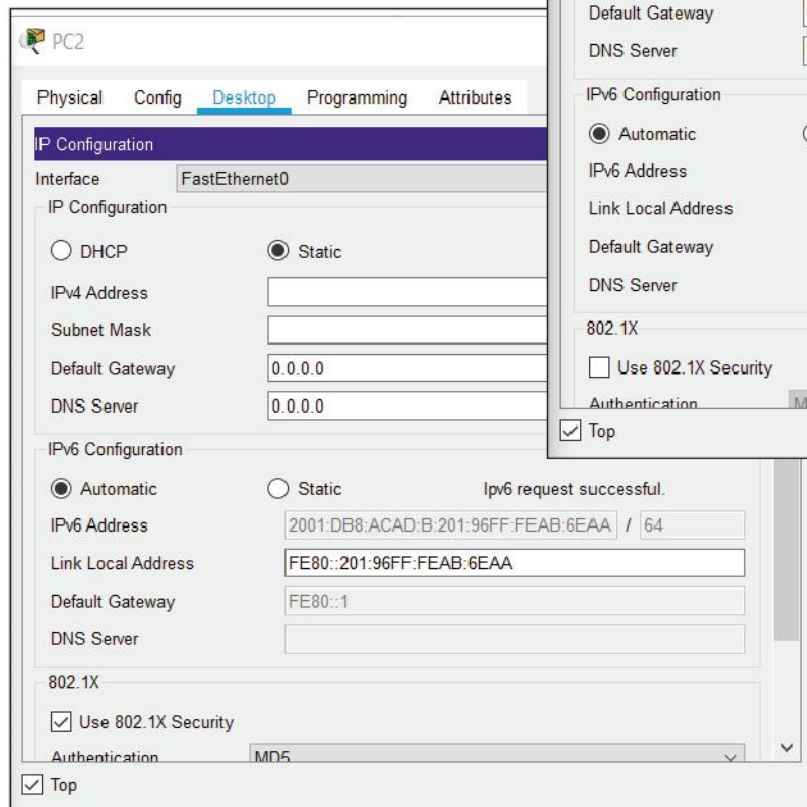 PC2
Physical Config Desktop Programming Attributes
IP Configuration
Interface FastEthernet0
IP Configuration
DHCP Static
IPv4 Address
Subnet Mask
Default Gateway 0.0.0.0
DNS Server 0.0.0.0
IPv6 Configuration
Automatic Static Ipv6 request successful.
IPv6 Address 2001:DB8:ACAD:B:201:96FF:FEAB:6EAA / 64
Link Local Address FE80::201:96FF:FEAB:6EAA
Default Gateway FE80::1
DNS Server
802.1X
Use 802.1X Security
Authentication MD5
Top
Default Gateway
DNS Server
IPv6 Configuration
Automatic
IPv6 Address
Link Local Address
Default Gateway
DNS Server
802.1X
Use 802.1X Security
Authentication M
Top